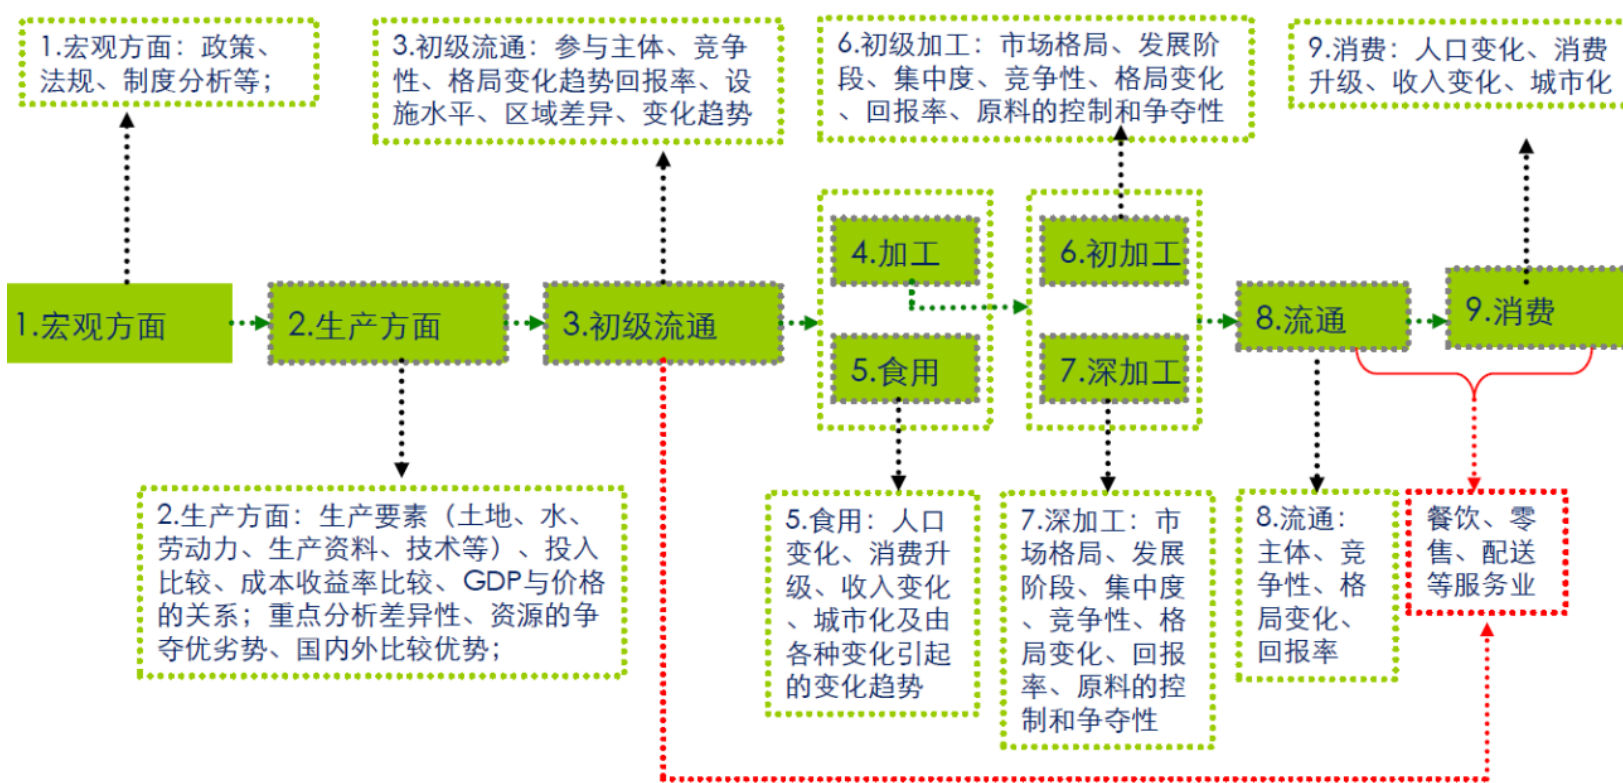 1.宏观方面：政策、
法规、制度分析等；
3.初级流通：参与主体、竞争
性、格局变化趋势回报率、设
施水平、区域差异、变化趋势
6.初级加工：市场格局、发展阶
段、集中度、竞争性、格局变化
、回报率、原料的控制和争夺性
9.消费：人口变化、消费
升级、收入变化、城市化
1.宏观方面
2.生产方面
3.初级流通
4.加工
5.食用
6.初加工
7.深加工
8.流通
9.消费
2.生产方面：生产要素（土地、水、
劳动力、生产资料、技术等）、投入
比较、成本收益率比较、GDP与价格
的关系；重点分析差异性、资源的争
夺优劣势、国内外比较优势；
5.食用：人口
变化、消费升
级、收入变化
、城市化及由
各种变化引起
的变化趋势
7.深加工：市
场格局、发展
阶段、集中度
、竞争性、格
局变化、回报
率、原料的控
制和争夺性
8.流通：
主体、竞
争性、格
局变化、
回报率
餐饮、零
售、配送
等服务业